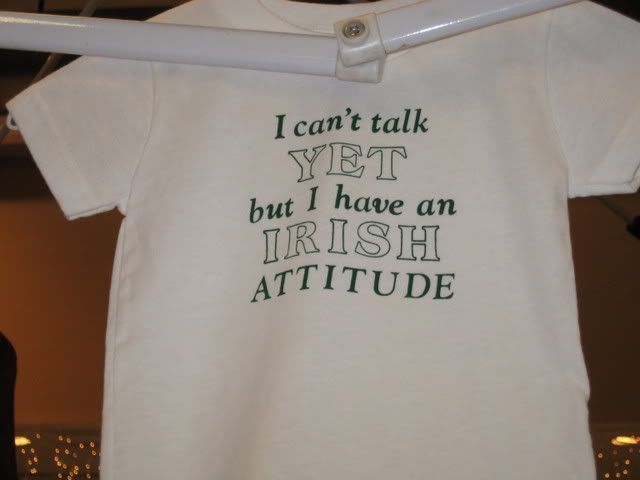 I can't talk
YET
but I have an
IRISH
ATTITUDE